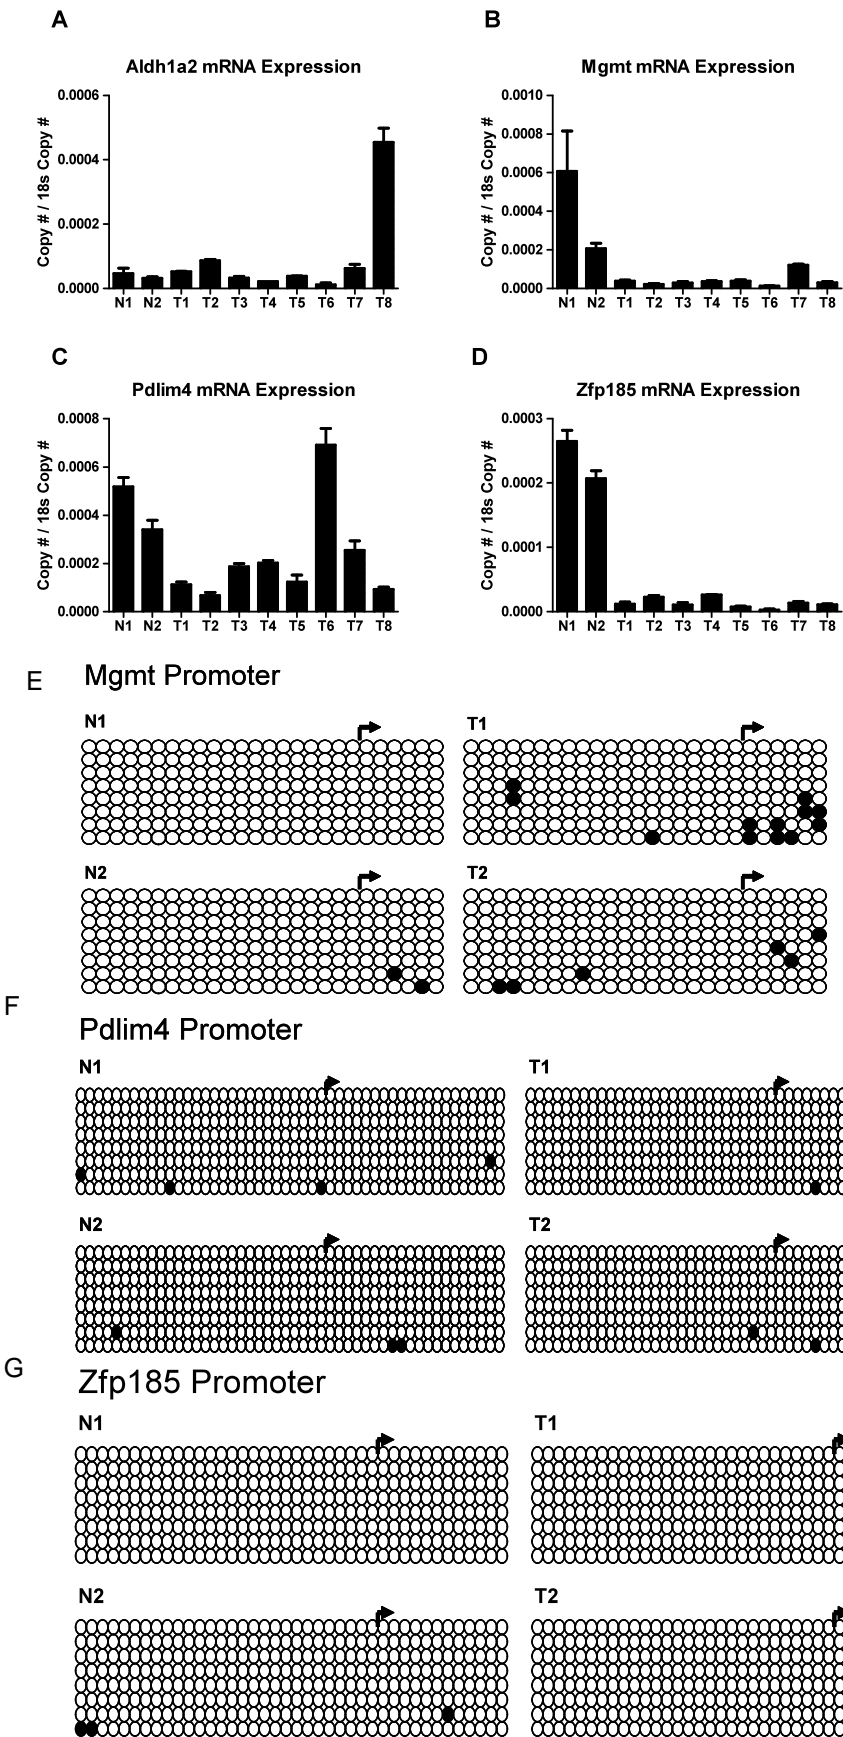 A
B
Aldh1a2 mRNA Expression
Mgmt mRNA Expression
Copy # / 18s Copy #
0.0006
0.0004
0.0002
0.0000
N1 N2 T1 T2 T3 T4 T5 T6 T7 T8
Copy # / 18s Copy #
0.0010
0.0008
0.0006
0.0004
0.0002
0.0000
N1 N2 T1 T2 T3 T4 T5 T6 T7 T8
C
D
Pdlim4 mRNA Expression
Zfp185 mRNA Expression
Copy # / 18s Copy #
0.0008
0.0006
0.0004
0.0002
0.0000
N1 N2 T1 T2 T3 T4 T5 T6 T7 T8
Copy # / 18s Copy #
0.0003
0.0002
0.0001
0.0000
N1 N2 T1 T2 T3 T4 T5 T6 T7 T8
E
Mgmt Promoter
N1
T1
N2
T2
F
Pdlim4 Promoter
N1
T1
N2
T2
G
Zfp185 Promoter
N1
T1
N2
T2